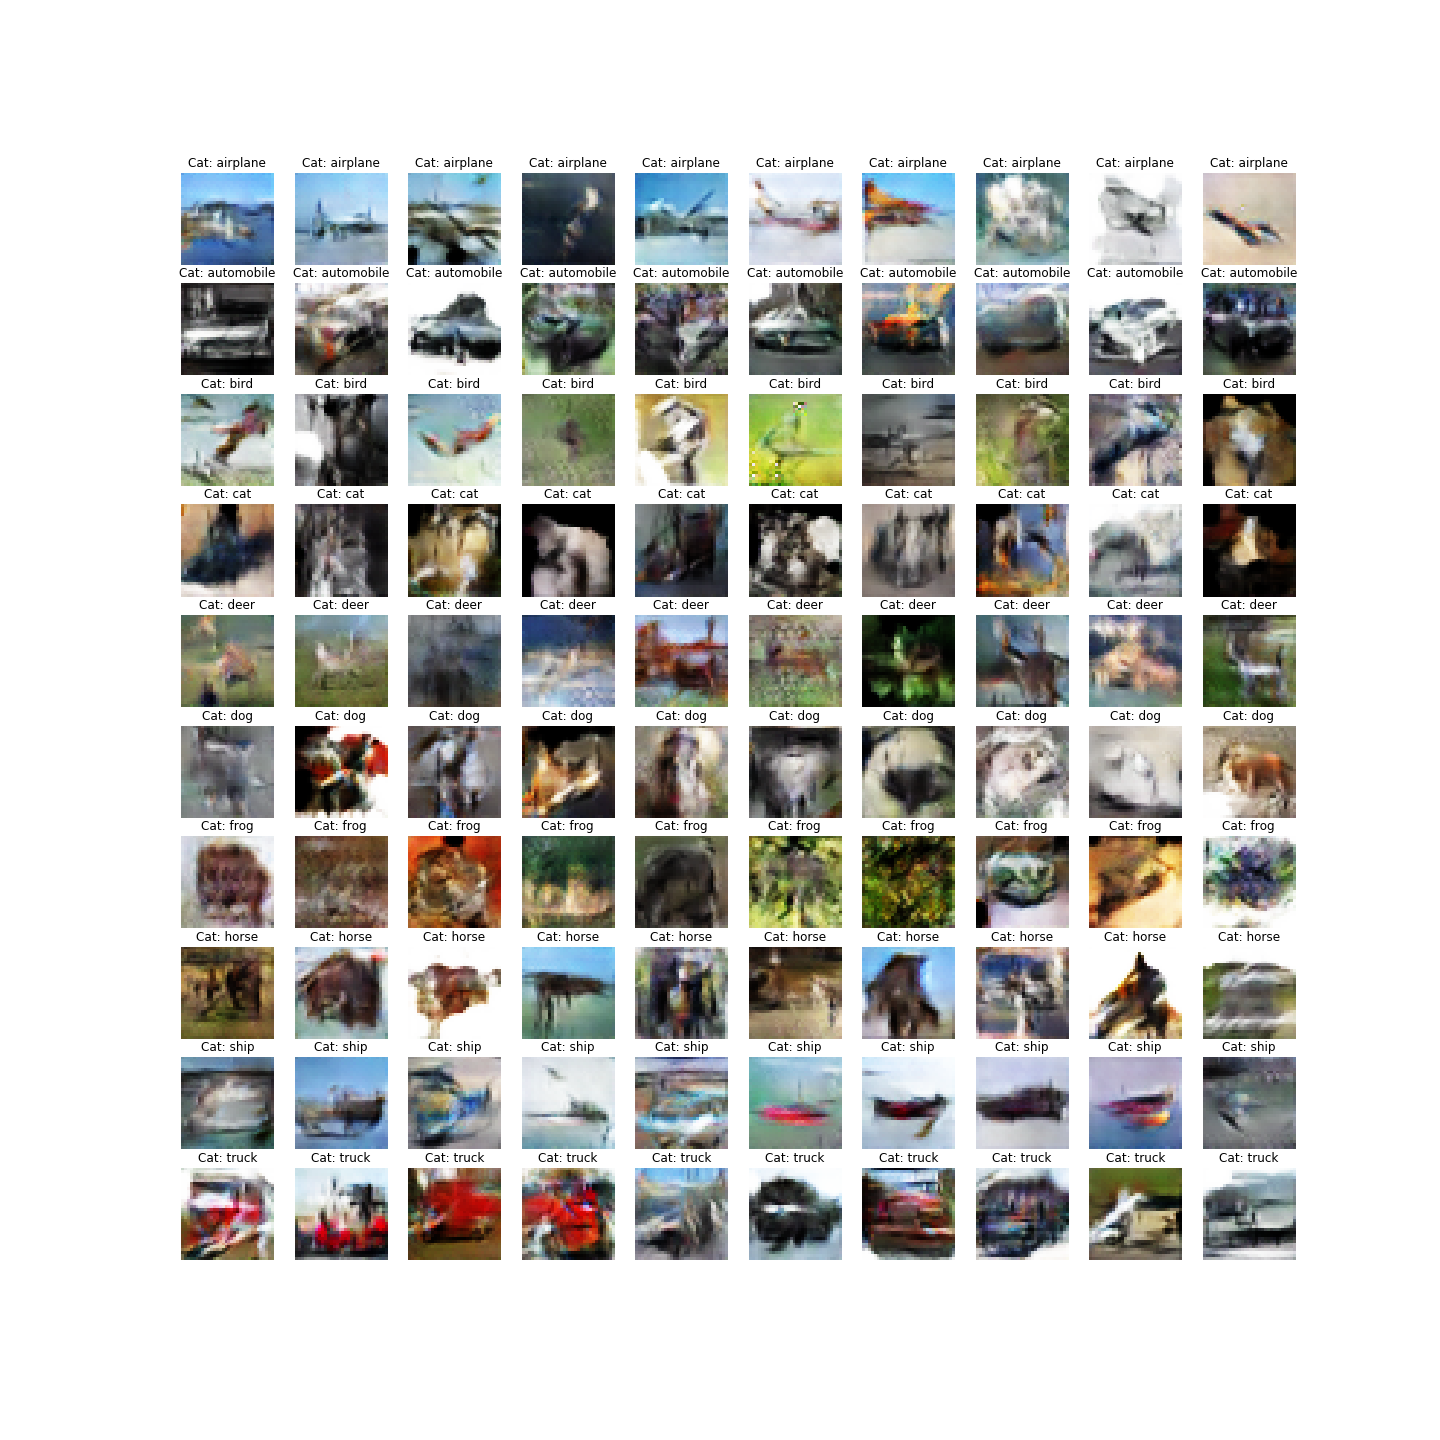 Cat: airplane Cat: airplane Cat: airplane Cat: airplane Cat: airplane Cat: airplane Cat: airplane Cat: airplane Cat: airplane Cat: airplane
Cat: automobile Cat: automobile Cat: automobile Cat: automobile Cat: automobile Cat: automobile Cat: automobile Cat: automobile Cat: automobile Cat: automobile
Cat: bird Cat: bird Cat: bird Cat: bird Cat: bird Cat: bird Cat: bird Cat: bird Cat: bird Cat: bird
Cat: cat Cat: cat Cat: cat Cat: cat Cat: cat Cat: cat Cat: cat Cat: cat Cat: cat Cat: cat
Cat: deer Cat: deer Cat: deer Cat: deer Cat: deer Cat: deer Cat: deer Cat: deer Cat: deer Cat: deer
Cat: dog Cat: dog Cat: dog Cat: dog Cat: dog Cat: dog Cat: dog Cat: dog Cat: dog Cat: dog
Cat: frog Cat: frog Cat: frog Cat: frog Cat: frog Cat: frog Cat: frog Cat: frog Cat: frog Cat: frog
Cat: horse Cat: horse Cat: horse Cat: horse Cat: horse Cat: horse Cat: horse Cat: horse Cat: horse Cat: horse
Cat: ship Cat: ship Cat: ship Cat: ship Cat: ship Cat: ship Cat: ship Cat: ship Cat: ship Cat: ship
Cat: truck Cat: truck Cat: truck Cat: truck Cat: truck Cat: truck Cat: truck Cat: truck Cat: truck Cat: truck